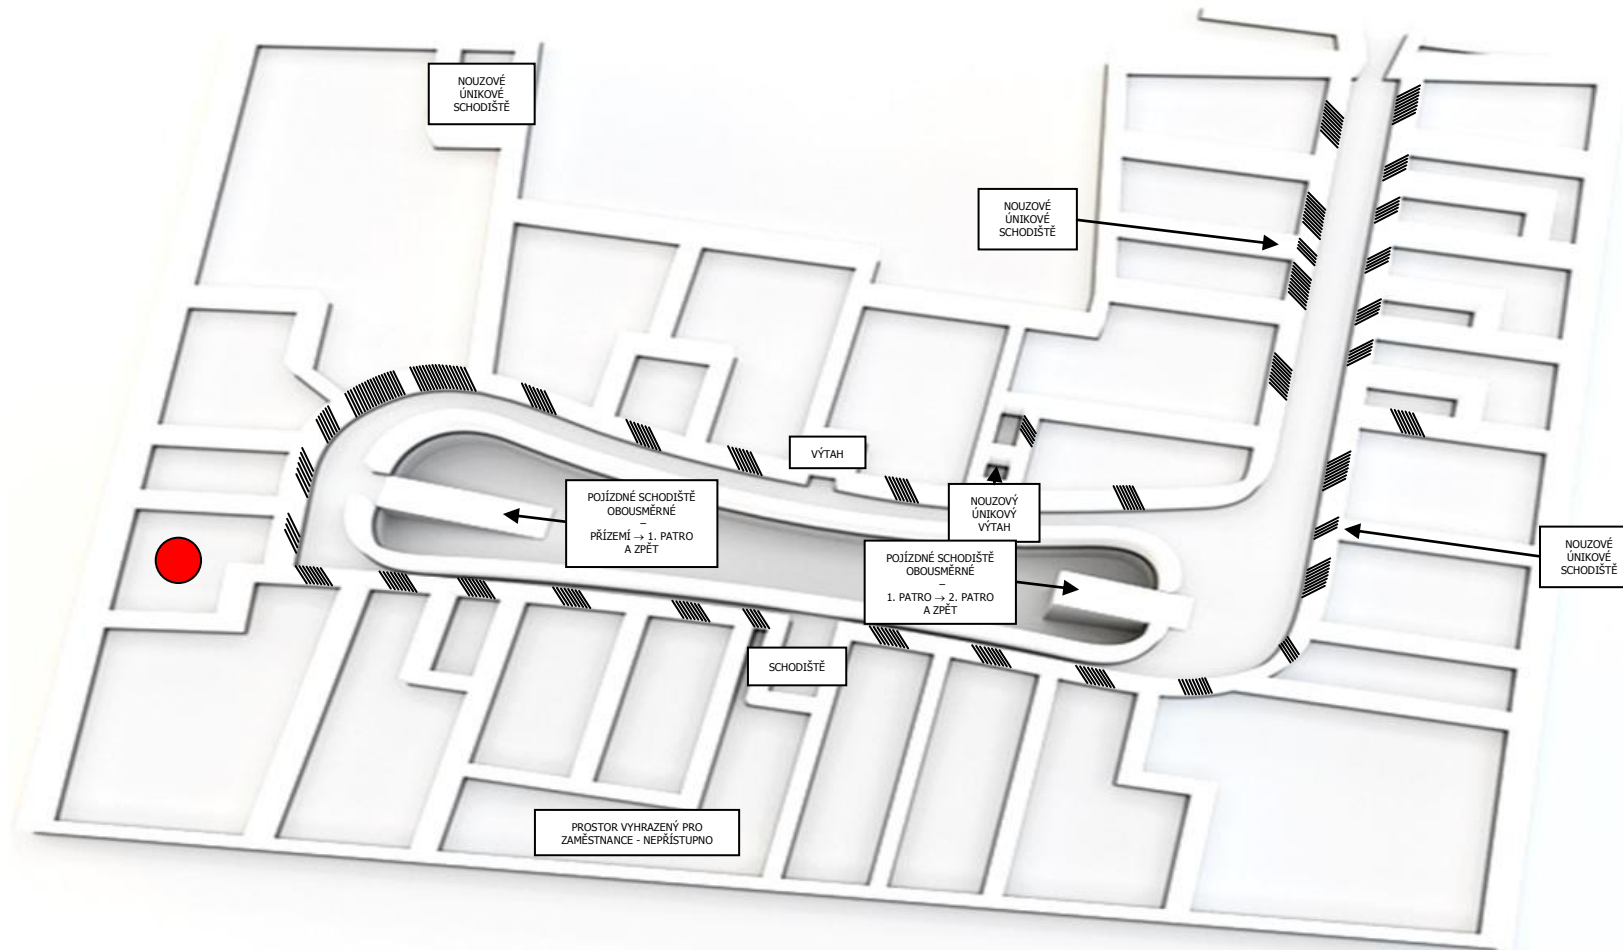 NOUZOVÉ
ÚNIKOVÉ
SCHODIŠTĚ
NOUZOVÉ
ÚNIKOVÉ
SCHODIŠTĚ
VÝTAH
POJÍZDNÉ SCHODIŠTĚ
OBOUSMĚRNÉ
–
PŘÍZEMÍ → 1. PATRO
A ZPĚT
NOUZOVÝ
ÚNIKOVÝ
VÝTAH
POJÍZDNÉ SCHODIŠTĚ
OBOUSMĚRNÉ
–
1. PATRO → 2. PATRO
A ZPĚT
NOUZOVÉ
ÚNIKOVÉ
SCHODIŠTĚ
SCHODIŠTĚ
PROSTOR VYHRAZENÝ PRO
ZAMĚSTNANCE - NEPŘÍSTUPNO